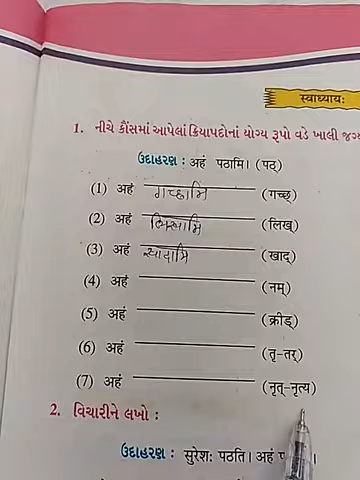 स्वाध्यायः
1. નીચે કૌંસમાં આપેલાં ક્રિયાપદોનાં યોગ્ય રૂપો વડે ખાલી
ઉદાહરણ : अहं पठामि। (पठ्)
(1) अहं गच्छामि (गच्छ्)
(2) अहं लिखामि (लिख्)
(3) अहं खादामि (खाद्)
(4) अहं (नम्)
(5) अहं (क्रीड्)
(6) अहं (तृ-तर्)
(7) अहं (नृत्-नृत्य)
2. વિચારીને લખો :
ઉદાહરણ : सुरेशः पठति। अहं